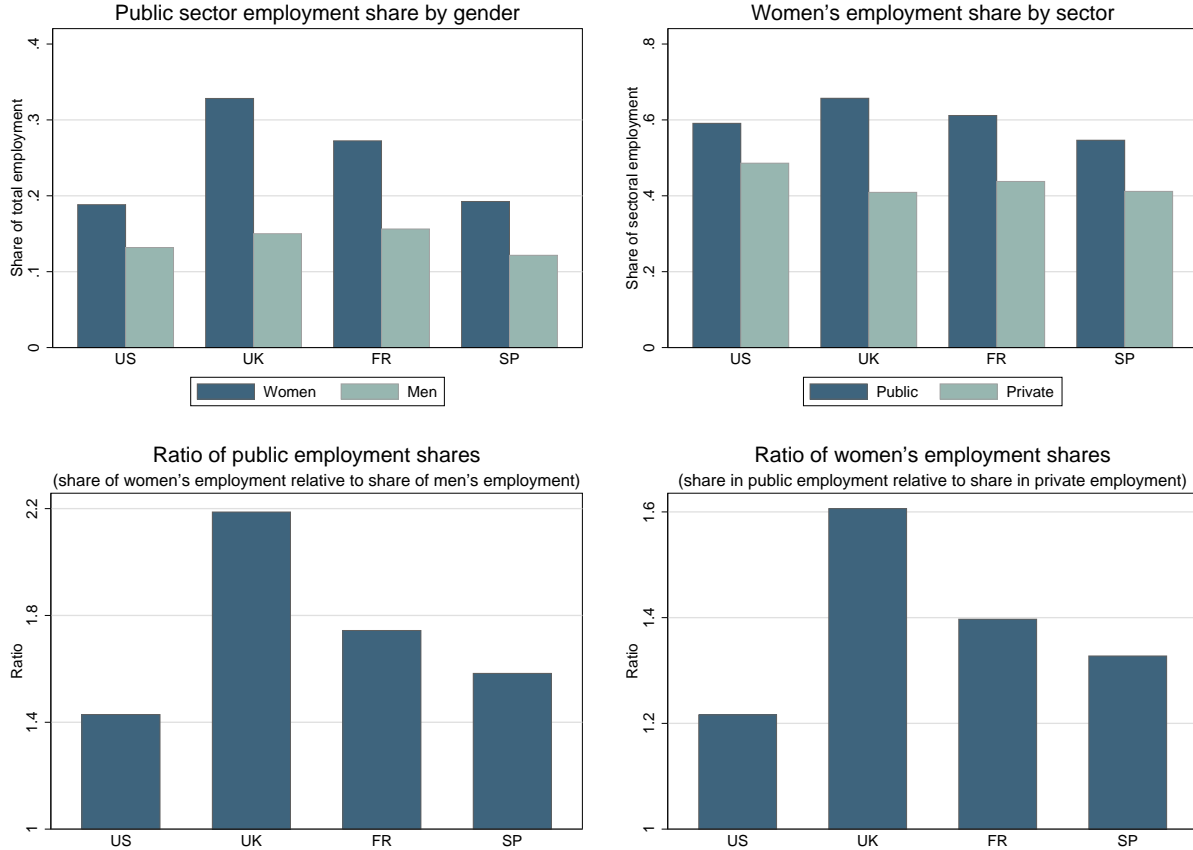 Public sector employment share by gender
Share of total employment
.4
.3
.2
.1
0
US UK FR SP
Women Men
Women's employment share by sector
Share of sectoral employment
.8
.6
.4
.2
0
US UK FR SP
Public Private
Ratio of public employment shares
(share of women's employment relative to share of men's employment)
Ratio
2.2
1.8
1.4
1
US UK FR SP
Ratio of women's employment shares
(share in public employment relative to share in private employment)
Ratio
1.6
1.4
1.2
1
US UK FR SP